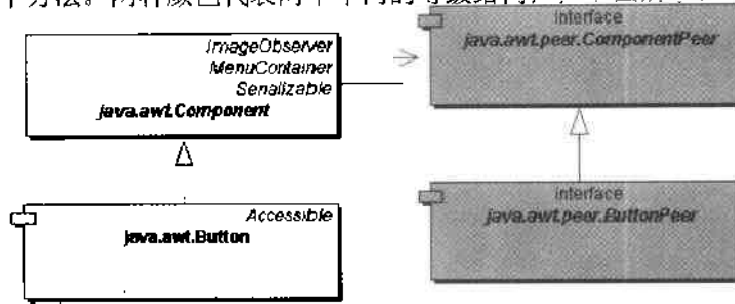 ImageObserver
MenuContainer
Serializable
java.awt.Component
interface
java.awt.peer.ComponentPeer
Accessible
java.awt.Button
interface
java.awt.peer.ButtonPeer